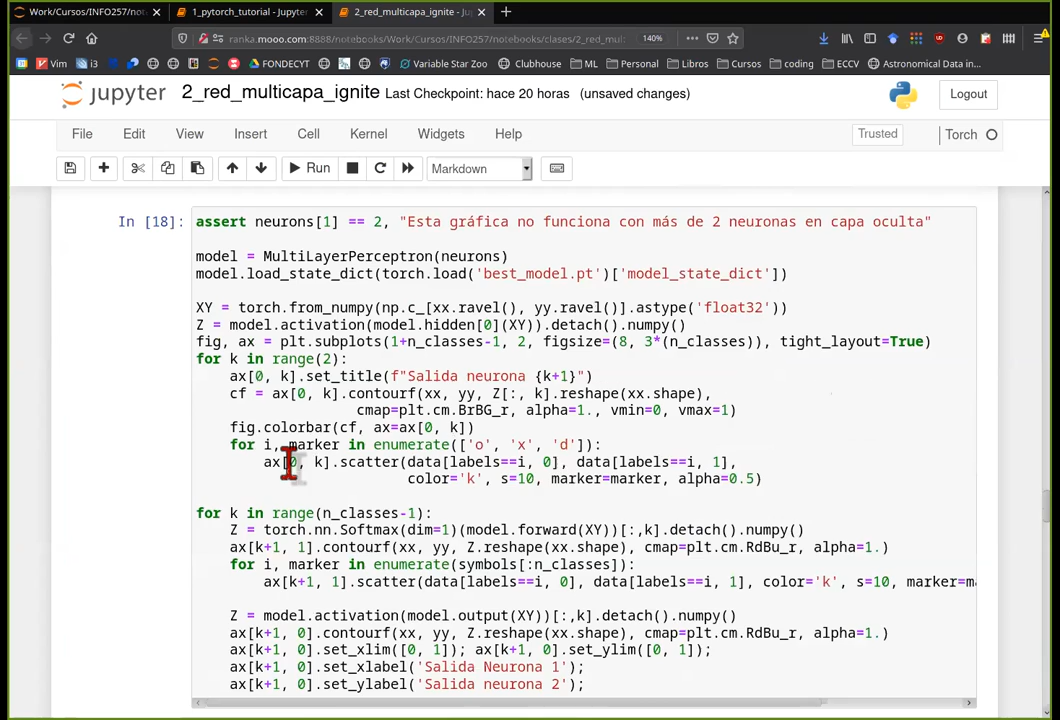 Work/Cursos/INFO257/noto
1_pytorch_tutorial - Jupyter
2_red_multicapa_ignite - Ju
ranka.mooo.com:8888/notebooks/Work/Cursos/INFO257/notebooks/clases/2_red_mult
140%
Vim
i3
FONDECYT
Variable Star Zoo
Clubhouse
ML
Personal
Libros
Cursos
coding
ECCV
Astronomical Data in...
jupyter
2_red_multicapa_ignite Last Checkpoint: hace 20 horas (unsaved changes)
Logout
File Edit View Insert Cell Kernel Widgets Help
Trusted
Torch
Run
Markdown
In [18]:
assert neurons[1] == 2, "Esta gráfica no funciona con más de 2 neuronas en capa oculta"
model = MultiLayerPerceptron(neurons)
model.load_state_dict(torch.load('best_model.pt')['model_state_dict'])
XY = torch.from_numpy(np.c_[xx.ravel(), yy.ravel()].astype('float32'))
Z = model.activation(model.hidden[0](XY)).detach().numpy()
fig, ax = plt.subplots(1+n_classes-1, 2, figsize=(8, 3*(n_classes)), tight_layout=True)
for k in range(2):
ax[0, k].set_title(f"Salida neurona {k+1}")
cf = ax[0, k].contourf(xx, yy, Z[:, k].reshape(xx.shape),
cmap=plt.cm.BrBG_r, alpha=1., vmin=0, vmax=1)
fig.colorbar(cf, ax=ax[0, k])
for i, marker in enumerate(['o', 'x', 'd']):
ax[0, k].scatter(data[labels==i, 0], data[labels==i, 1],
color='k', s=10, marker=marker, alpha=0.5)
for k in range(n_classes-1):
Z = torch.nn.Softmax(dim=1)(model.forward(XY))[:,k].detach().numpy()
ax[k+1, 1].contourf(xx, yy, Z.reshape(xx.shape), cmap=plt.cm.RdBu_r, alpha=1.)
for i, marker in enumerate(symbols[:n_classes]):
ax[k+1, 1].scatter(data[labels==i, 0], data[labels==i, 1], color='k', s=10, marker=m
Z = model.activation(model.output(XY))[:,k].detach().numpy()
ax[k+1, 0].contourf(xx, yy, Z.reshape(xx.shape), cmap=plt.cm.RdBu_r, alpha=1.)
ax[k+1, 0].set_xlim([0, 1]); ax[k+1, 0].set_ylim([0, 1]);
ax[k+1, 0].set_xlabel('Salida Neurona 1');
ax[k+1, 0].set_ylabel('Salida neurona 2');